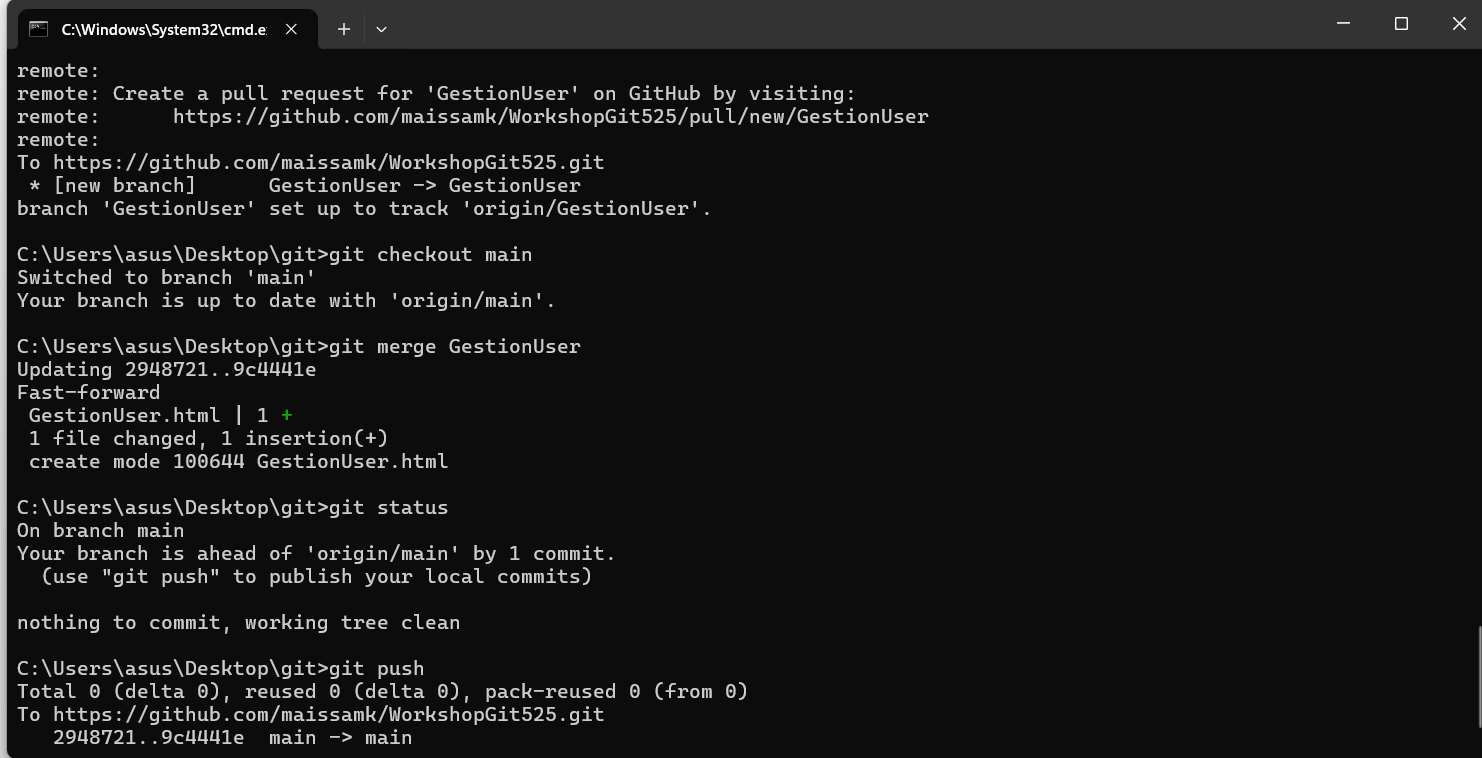 C:\Windows\System32\cmd.e
remote:
remote: Create a pull request for 'GestionUser' on GitHub by visiting:
remote:      https://github.com/maissamk/WorkshopGit525/pull/new/GestionUser
remote:
To https://github.com/maissamk/WorkshopGit525.git
 * [new branch]      GestionUser -> GestionUser
branch 'GestionUser' set up to track 'origin/GestionUser'.
C:\Users\asus\Desktop\git>git checkout main
Switched to branch 'main'
Your branch is up to date with 'origin/main'.
C:\Users\asus\Desktop\git>git merge GestionUser
Updating 2948721..9c4441e
Fast-forward
 GestionUser.html | 1 +
 1 file changed, 1 insertion(+)
 create mode 100644 GestionUser.html
C:\Users\asus\Desktop\git>git status
On branch main
Your branch is ahead of 'origin/main' by 1 commit.
  (use "git push" to publish your local commits)
nothing to commit, working tree clean
C:\Users\asus\Desktop\git>git push
Total 0 (delta 0), reused 0 (delta 0), pack-reused 0 (from 0)
To https://github.com/maissamk/WorkshopGit525.git
   2948721..9c4441e  main -> main